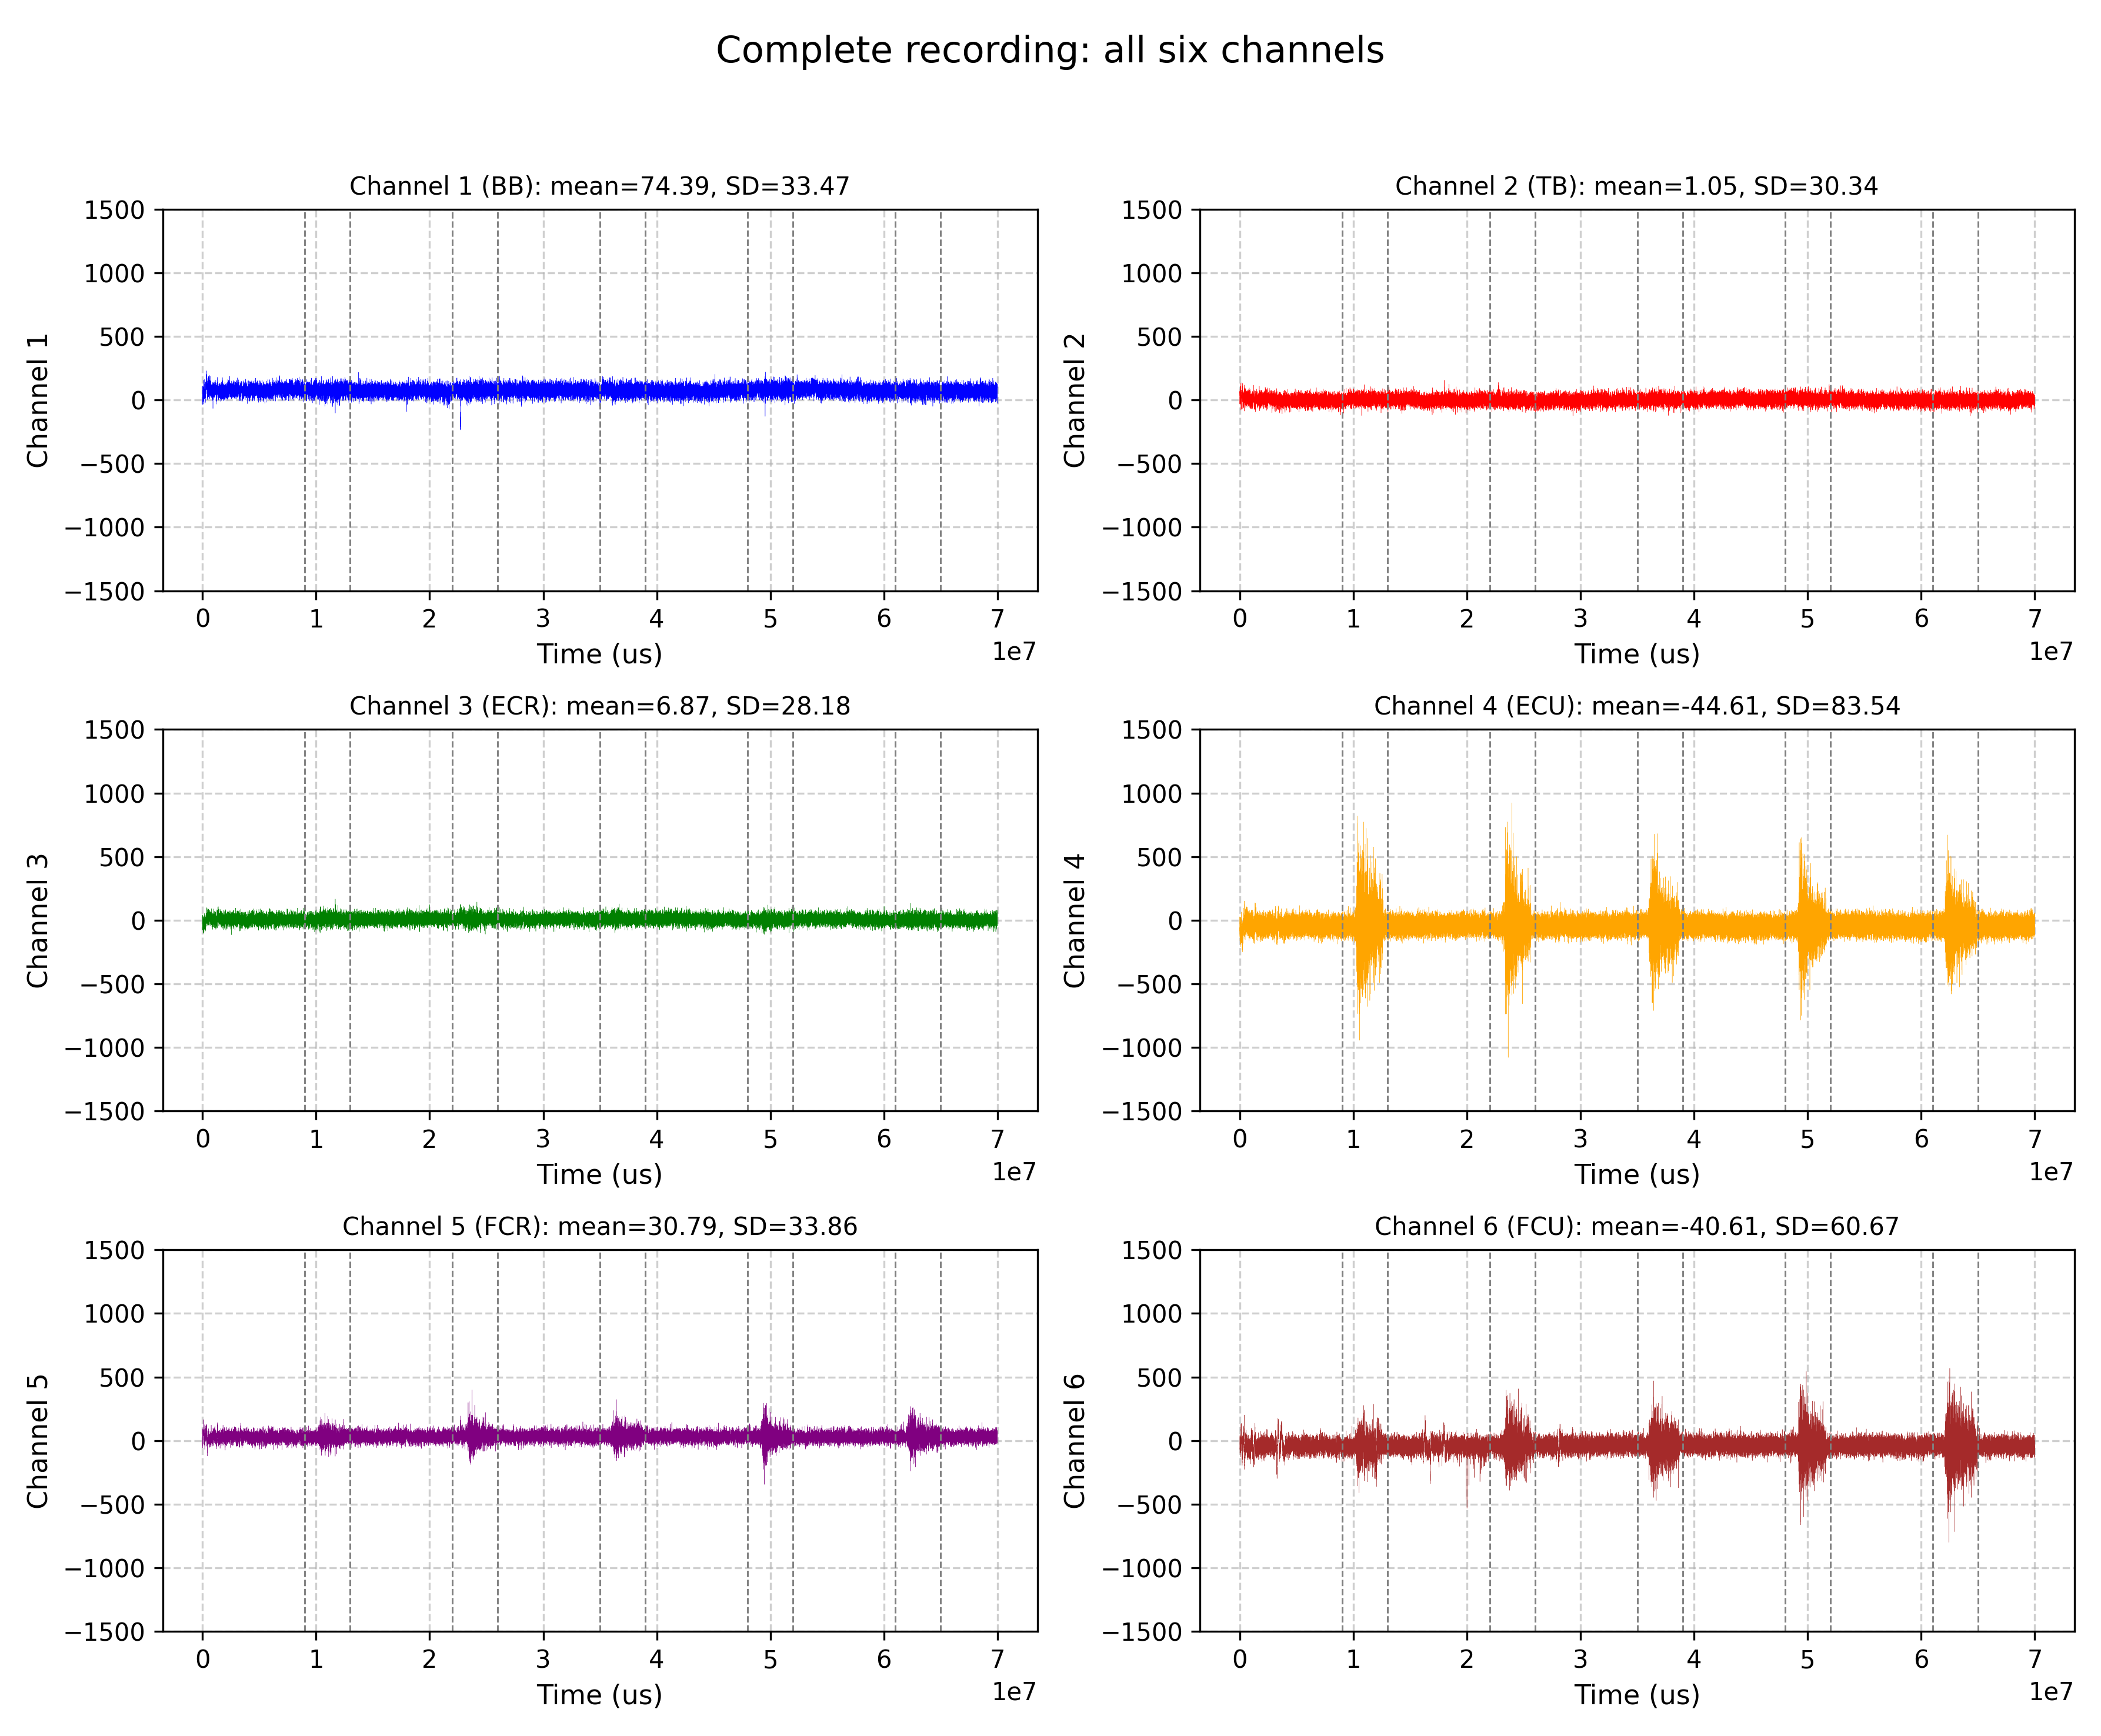 Complete recording: all six channels
Channel 1 (BB): mean=74.39, SD=33.47
Channel 1
1500
1000
500
0
−500
−1000
−1500
0 1 2 3 4 5 6 7
Time (us)
1e7
Channel 2 (TB): mean=1.05, SD=30.34
Channel 2
1500
1000
500
0
−500
−1000
−1500
0 1 2 3 4 5 6 7
Time (us)
1e7
Channel 3 (ECR): mean=6.87, SD=28.18
Channel 3
1500
1000
500
0
−500
−1000
−1500
0 1 2 3 4 5 6 7
Time (us)
1e7
Channel 4 (ECU): mean=-44.61, SD=83.54
Channel 4
1500
1000
500
0
−500
−1000
−1500
0 1 2 3 4 5 6 7
Time (us)
1e7
Channel 5 (FCR): mean=30.79, SD=33.86
Channel 5
1500
1000
500
0
−500
−1000
−1500
0 1 2 3 4 5 6 7
Time (us)
1e7
Channel 6 (FCU): mean=-40.61, SD=60.67
Channel 6
1500
1000
500
0
−500
−1000
−1500
0 1 2 3 4 5 6 7
Time (us)
1e7